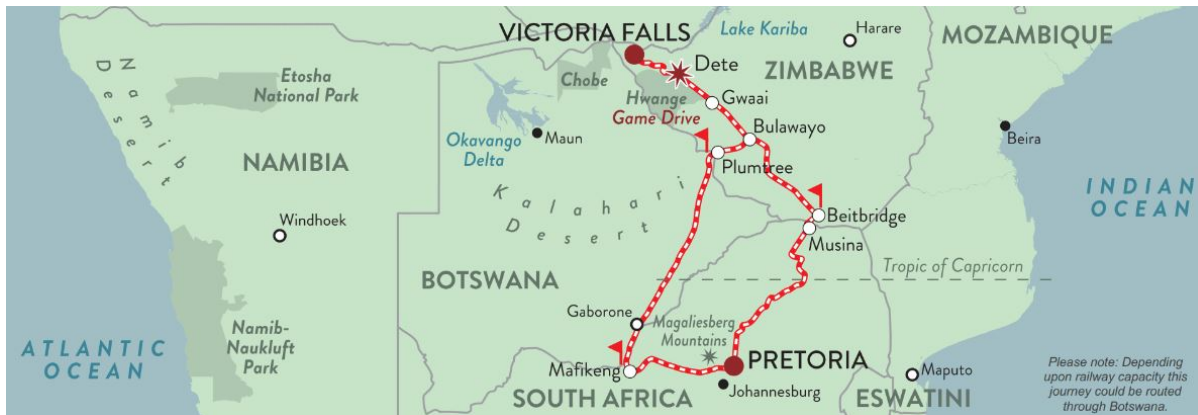 VICTORIA FALLS
Lake Kariba
Harare
MOZAMBIQUE
Namib
Desert
Etosha
National Park
Chobe
Dete
ZIMBABWE
Hwange
Game Drive
Gwaai
Okavango
Delta
Maun
Bulawayo
Beira
NAMIBIA
Plumtree
Kalahari
Desert
INDIAN
OCEAN
Windhoek
Beitbridge
Musina
BOTSWANA
Tropic of Capricorn
Gaborone
Magaliesberg
Mountains
Namib-
Naukluft
Park
ATLANTIC
OCEAN
Mafikeng
PRETORIA
SOUTH AFRICA
Johannesburg
ESWATINI
Maputo
Please note: Depending
upon railway capacity this
journey could be routed
through Botswana.